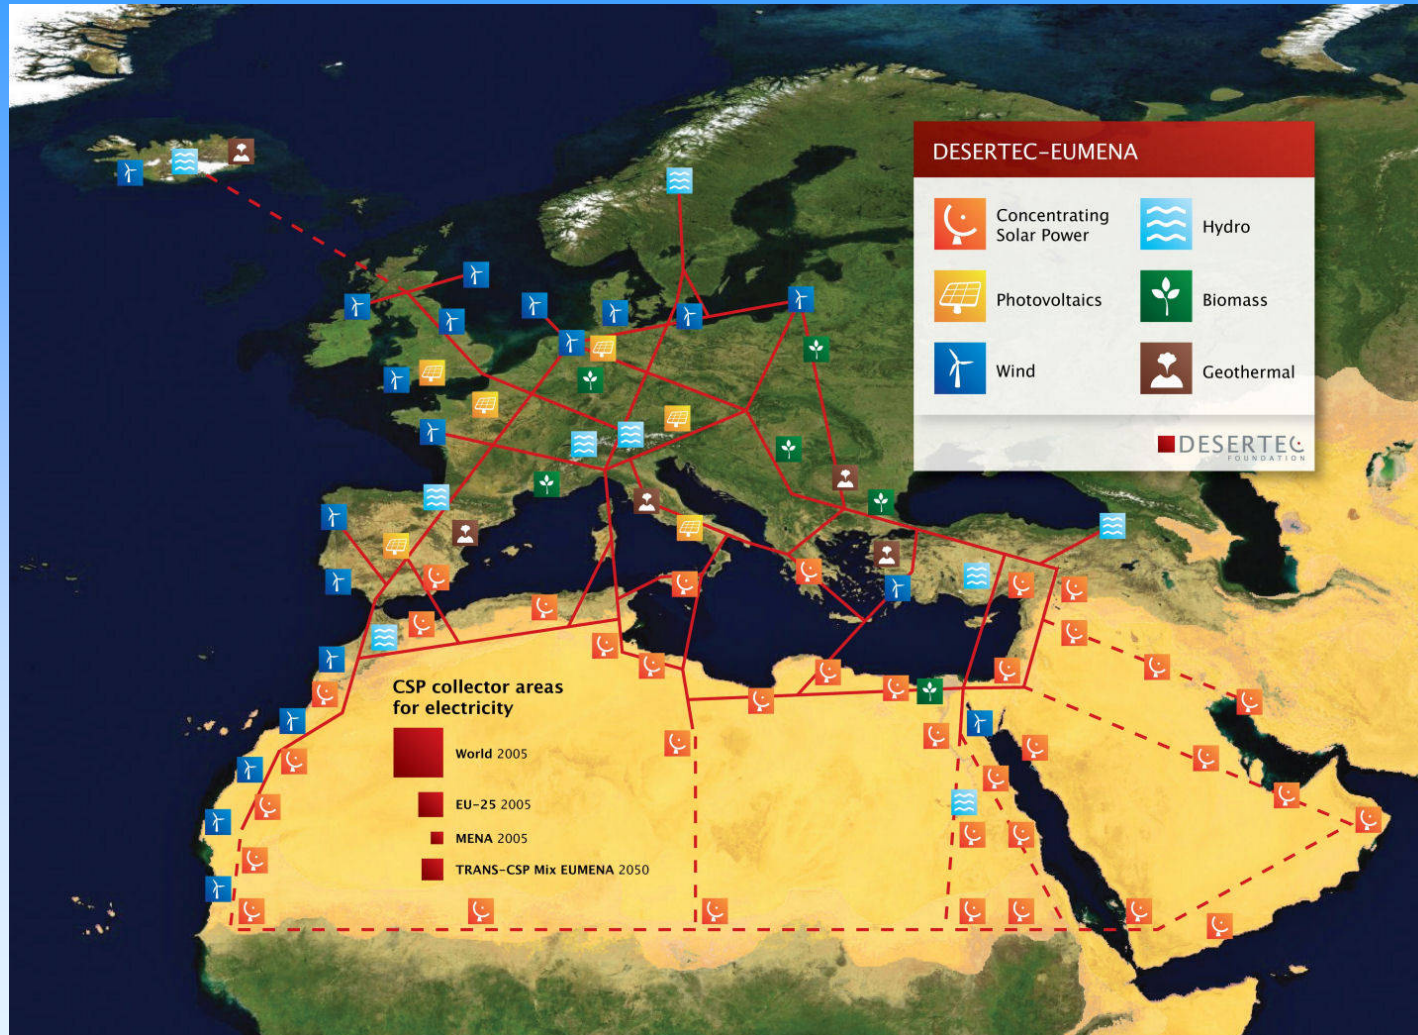 DESERTEC-EUMENA
Concentrating
Solar Power
Hydro
Photovoltaics
Biomass
Wind
Geothermal
DESERTEC
FOUNDATION
CSP collector areas
for electricity
World 2005
EU-25 2005
MENA 2005
TRANS-CSP Mix EUMENA 2050